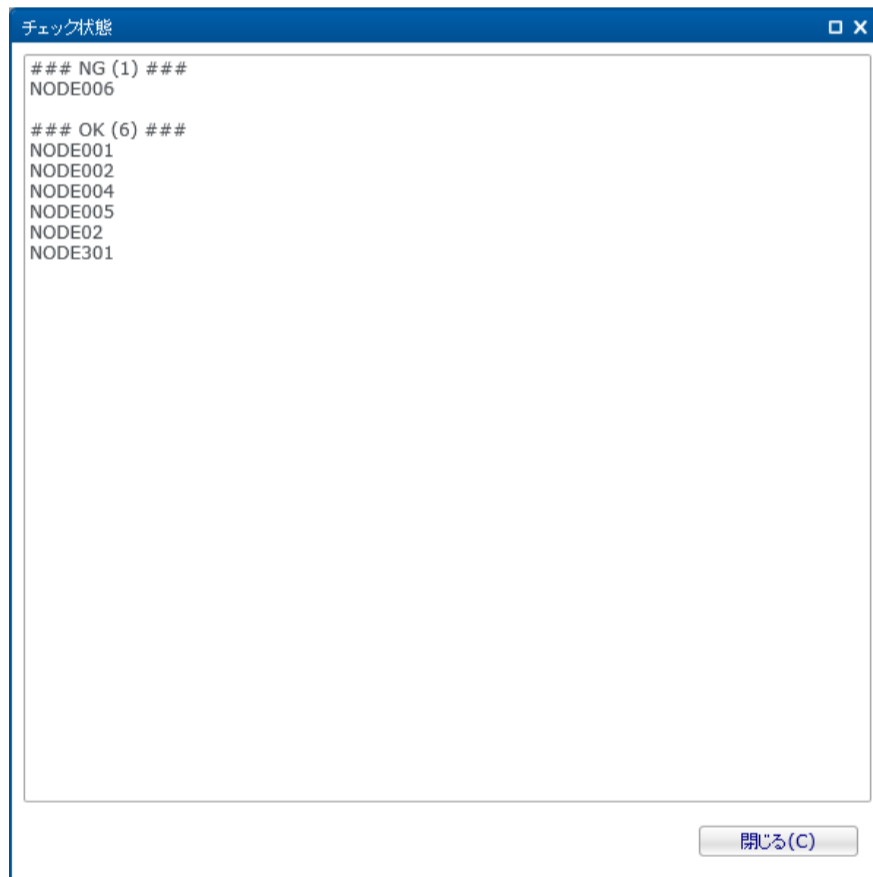 チェック状態
### NG (1) ###
NODE006
### OK (6) ###
NODE001
NODE002
NODE004
NODE005
NODE02
NODE301
閉じる(C)